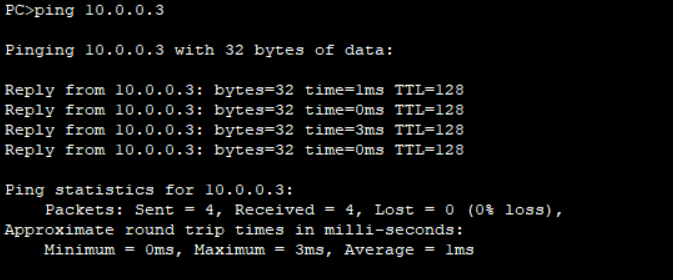 PC>ping 10.0.0.3
Pinging 10.0.0.3 with 32 bytes of data:
Reply from 10.0.0.3: bytes=32 time=1ms TTL=128
Reply from 10.0.0.3: bytes=32 time=0ms TTL=128
Reply from 10.0.0.3: bytes=32 time=3ms TTL=128
Reply from 10.0.0.3: bytes=32 time=0ms TTL=128
Ping statistics for 10.0.0.3:
    Packets: Sent = 4, Received = 4, Lost = 0 (0% loss),
Approximate round trip times in milli-seconds:
    Minimum = 0ms, Maximum = 3ms, Average = 1ms